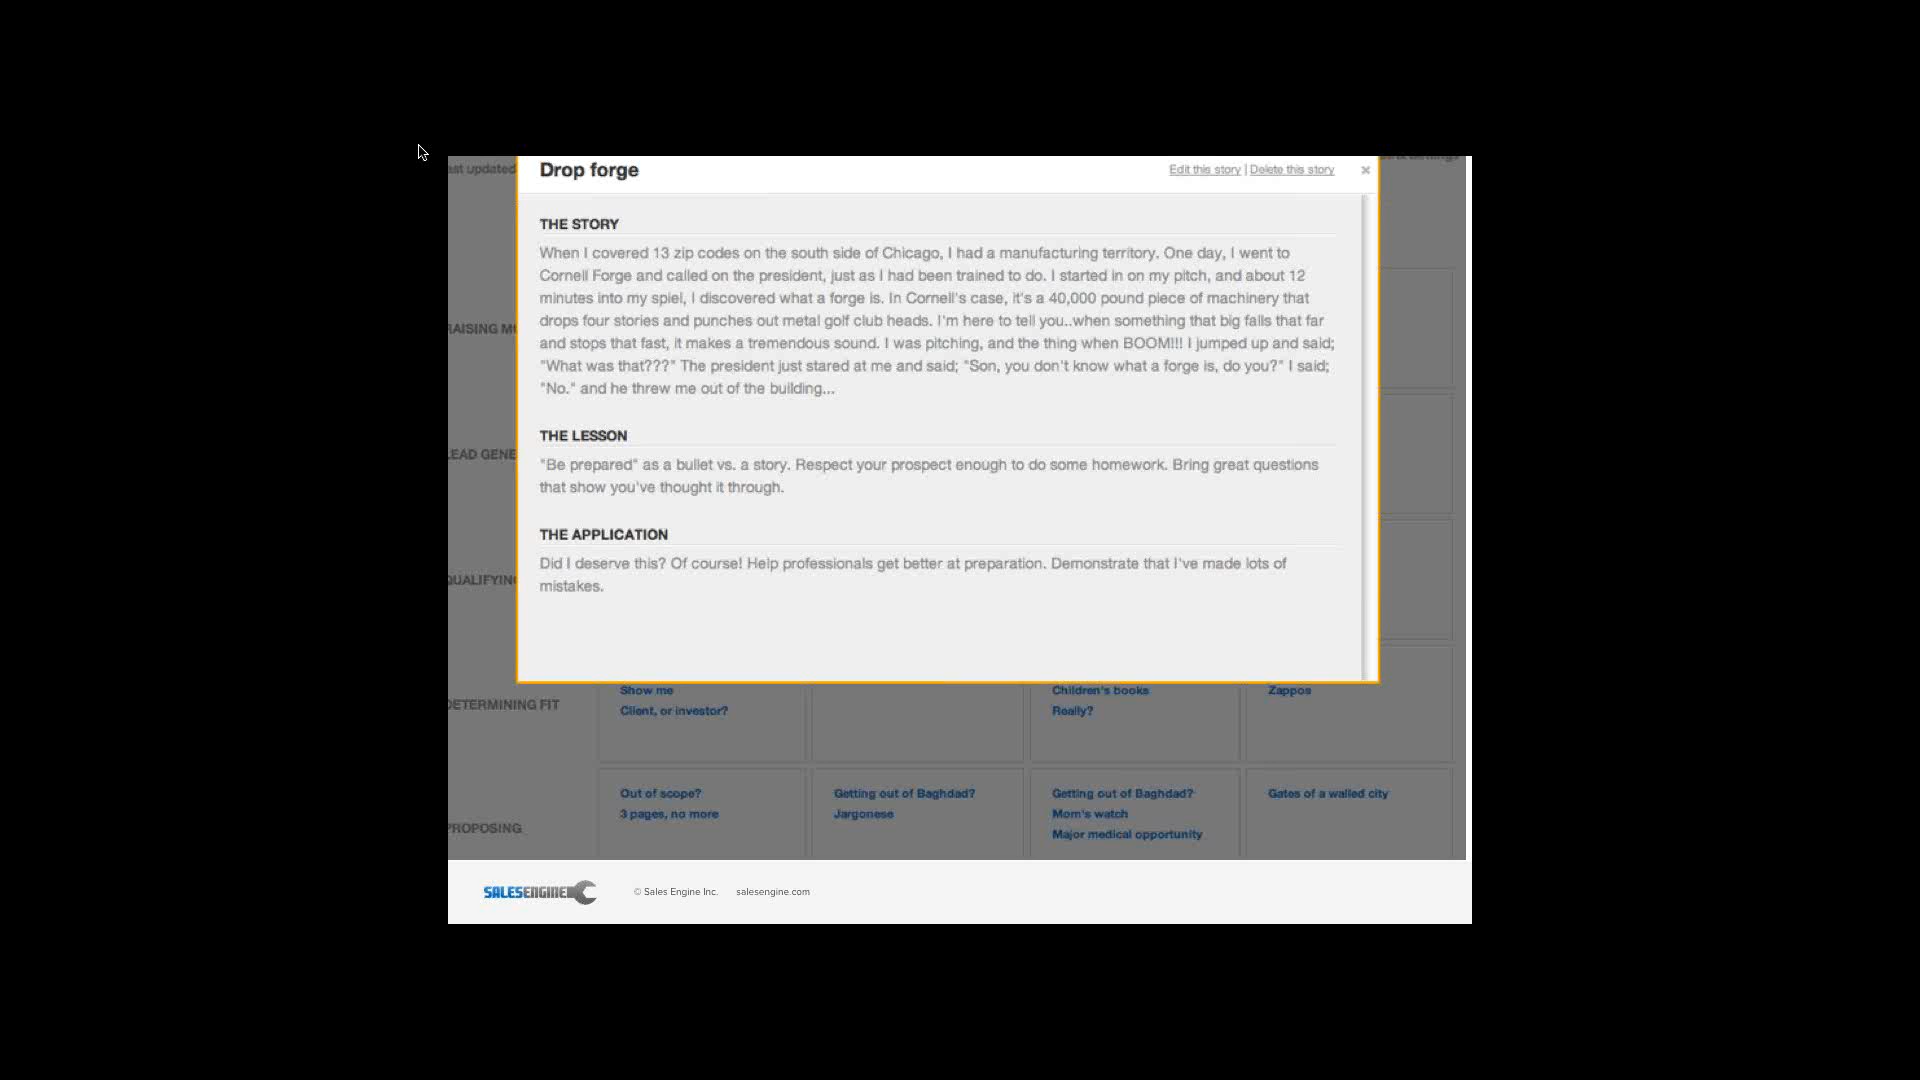 Drop forge
Edit this story | Delete this story ×
last updated
THE STORY
When I covered 13 zip codes on the south side of Chicago, I had a manufacturing territory. One day, I went to
Cornell Forge and called on the president, just as I had been trained to do. I started in on my pitch, and about 12
minutes into my spiel, I discovered what a forge is. In Cornell's case, it's a 40,000 pound piece of machinery that
drops four stories and punches out metal golf club heads. I'm here to tell you..when something that big falls that far
and stops that fast, it makes a tremendous sound. I was pitching, and the thing when BOOM!!! I jumped up and said;
"What was that???" The president just stared at me and said; "Son, you don't know what a forge is, do you?" I said;
"No." and he threw me out of the building...
THE LESSON
"Be prepared" as a bullet vs. a story. Respect your prospect enough to do some homework. Bring great questions
that show you've thought it through.
THE APPLICATION
Did I deserve this? Of course! Help professionals get better at preparation. Demonstrate that I've made lots of
mistakes.
RAISING
LEAD GENE
QUALIFYING
DETERMINING FIT
Show me
Client, or investor?
Children's books
Really?
Zappos
PROPOSING
Out of scope?
3 pages, no more
Getting out of Baghdad?
Jargonese
Getting out of Baghdad?
Mom's watch
Major medical opportunity
Gates of a walled city
SALESENGINE
© Sales Engine Inc. salesengine.com